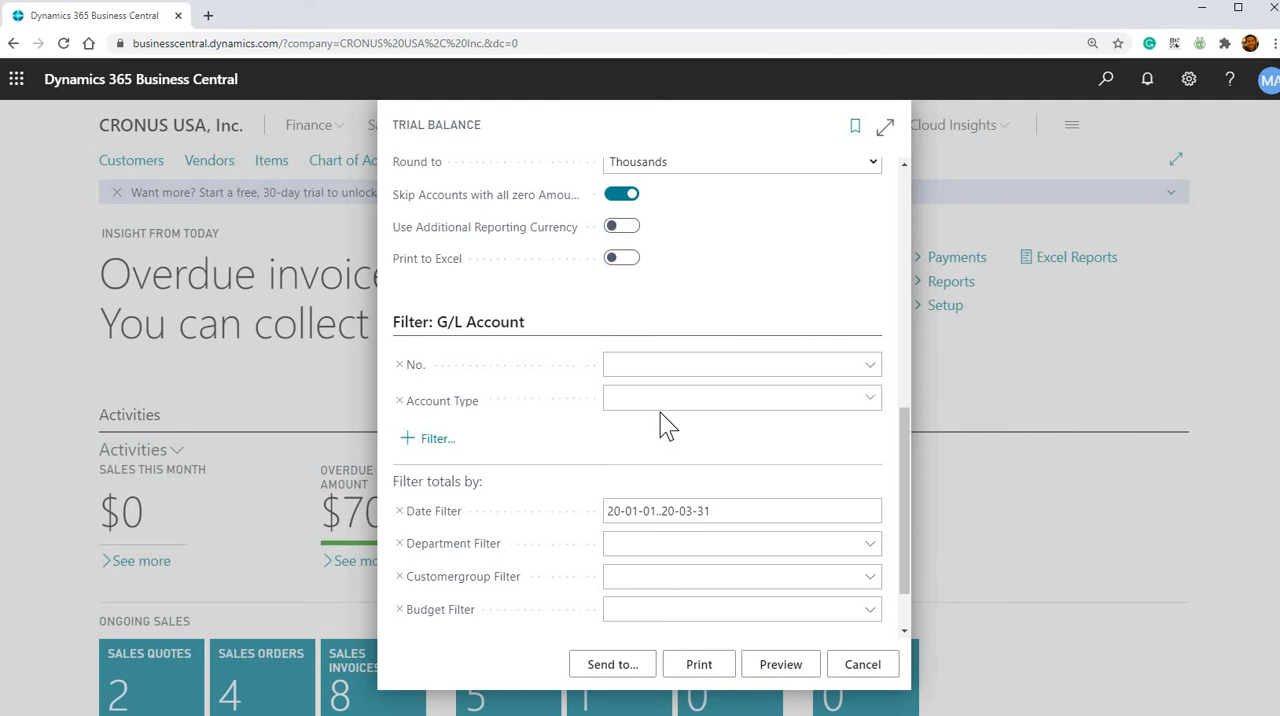 Dynamics 365 Business Central
businesscentral.dynamics.com/?company=CRONUS%20USA%2C%20Inc.&dc=0
Dynamics 365 Business Central
?
MA
CRONUS USA, Inc.
Finance
Sa
Cloud Insights
Customers
Vendors
Items
Chart of Ac
Want more? Start a free, 30-day trial to unlock
INSIGHT FROM TODAY
Overdue invoice
You can collect
Payments
Reports
Setup
Excel Reports
Activities
Activities
SALES THIS MONTH
$0
See more
OVERDUE
AMOUNT
$70
See mo
ONGOING SALES
SALES QUOTES
2
SALES ORDERS
4
SALES
INVOICES
8
5
1
0
0
TRIAL BALANCE
Round to
Thousands
Skip Accounts with all zero Amou...
Use Additional Reporting Currency
Print to Excel
Filter: G/L Account
No.
Account Type
Filter...
Filter totals by:
Date Filter
20-01-01..20-03-31
Department Filter
Customergroup Filter
Budget Filter
Send to...
Print
Preview
Cancel